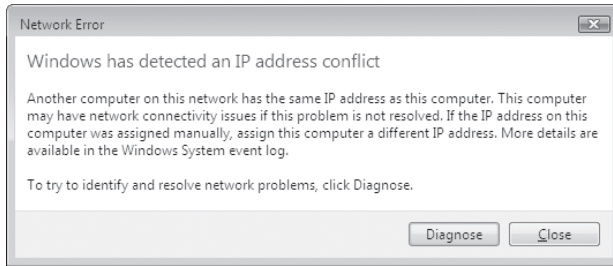 Network Error
Windows has detected an IP address conflict
Another computer on this network has the same IP address as this computer. This computer
may have network connectivity issues if this problem is not resolved. If the IP address on this
computer was assigned manually, assign this computer a different IP address. More details are
available in the Windows System event log.
To try to identify and resolve network problems, click Diagnose.
Diagnose
Close